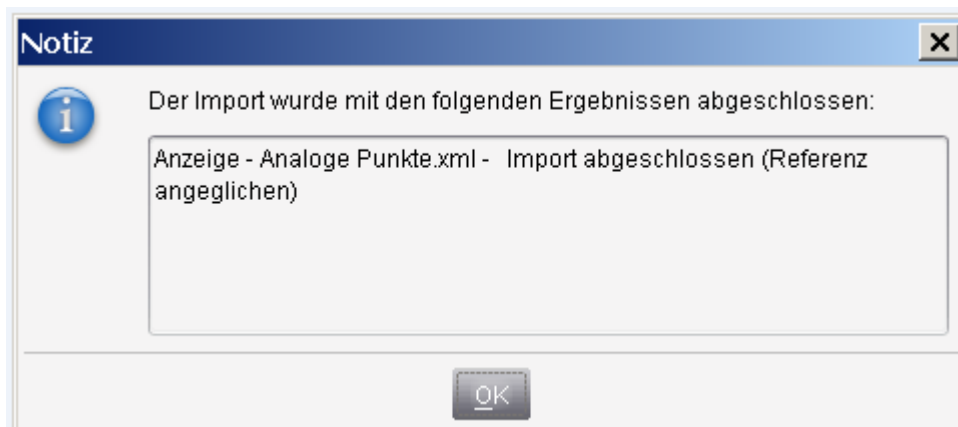 Notiz
Der Import wurde mit den folgenden Ergebnissen abgeschlossen:
Anzeige - Analoge Punkte.xml - Import abgeschlossen (Referenz
angeglichen)
OK